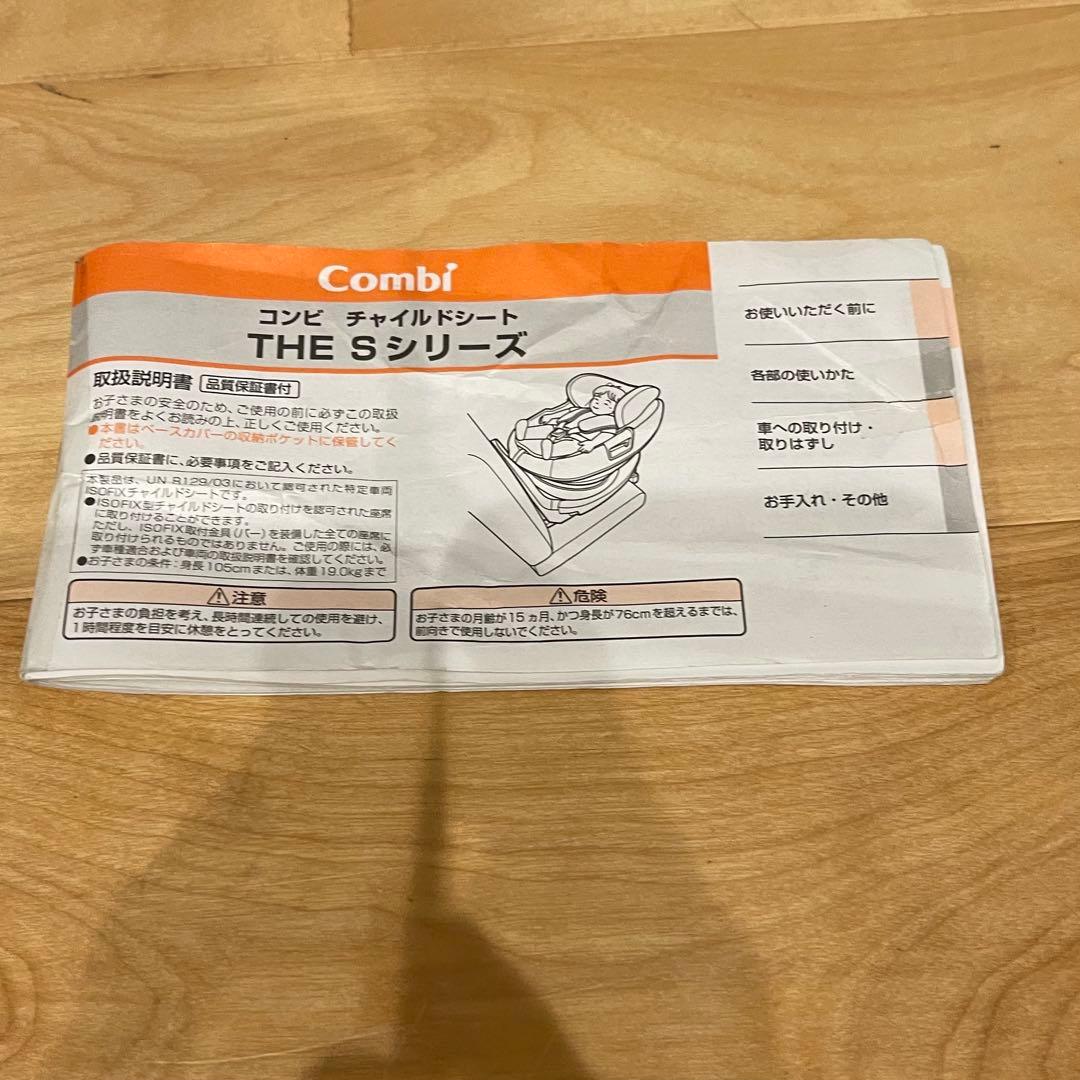 Combi
コンビ チャイルドシート
THE Sシリーズ
取扱説明書 品質保証書付
お子さまの安全のため、ご使用の前に必ずこの取扱
説明書をよくお読みの上、正しくご使用ください。
●本書はベースカバーの収納ポケットに保管してく
ださい。
●品質保証書に、必要事項をご記入ください。
本製品は、UN R129/03において認可された特定車両
ISOFIXチャイルドシートです。
●ISOFIX型チャイルドシートの取り付けを認可された座席
に取り付けることができます。
ただし、ISOFIX取付金具(バー)を装備した全ての座席に
取り付けられるものではありません。ご使用の際には、必
ず車種適合および車両の取扱説明書を確認してください。
●お子さまの条件:身長105cmまたは、体重19.0kgまで
⚠注意
お子さまの負担を考え、長時間連続しての使用を避け、
1時間程度を目安に休憩をとってください。
⚠危険
お子さまの月齢が15ヵ月、かつ身長が76cmを超えるまでは、
前向きで使用しないでください。
お使いいただく前に
各部の使いかた
車への取り付け・
取りはずし
お手入れ・その他